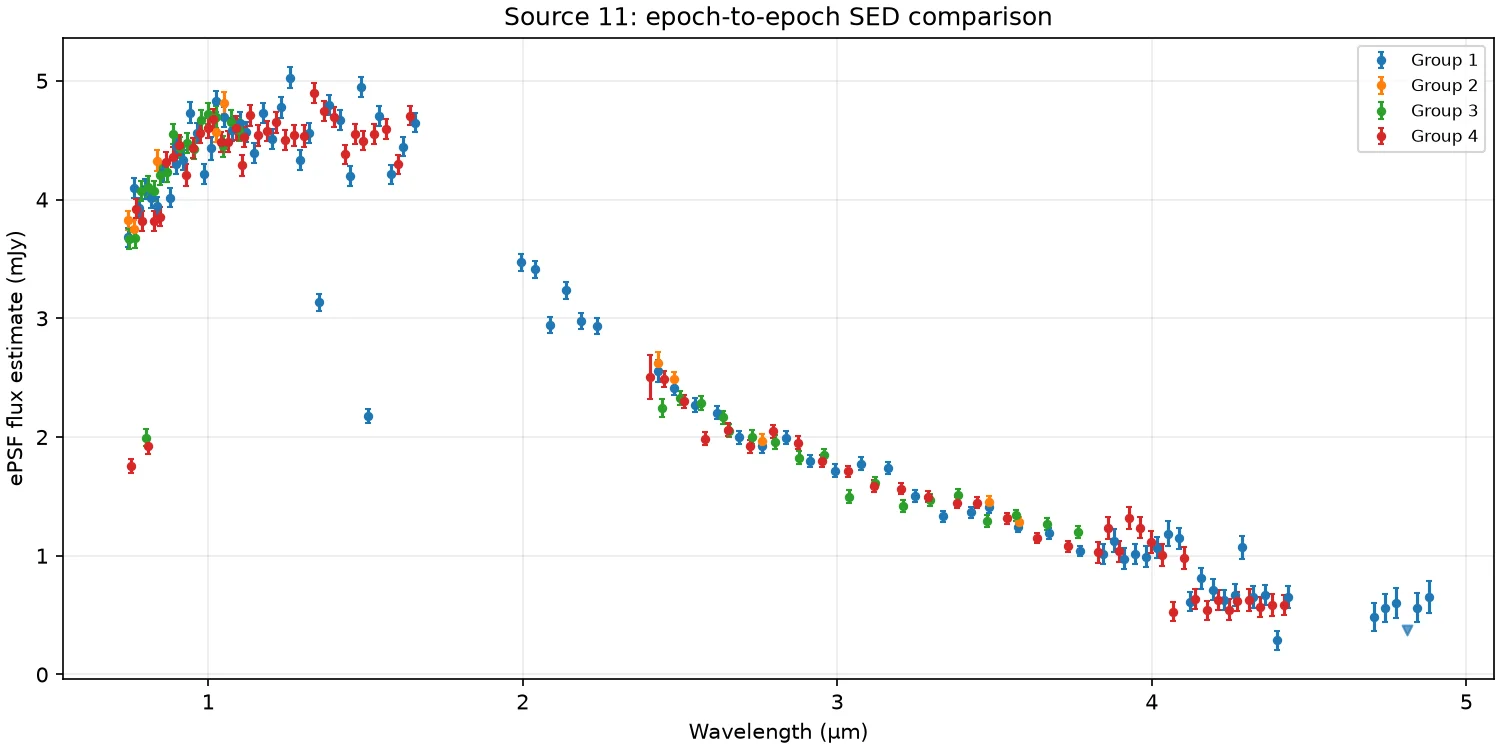 Source 11: epoch-to-epoch SED comparison
ePSF flux estimate (mJy)
5
4
3
2
1
0
Group 1
Group 2
Group 3
Group 4
1 2 3 4 5
Wavelength (μm)